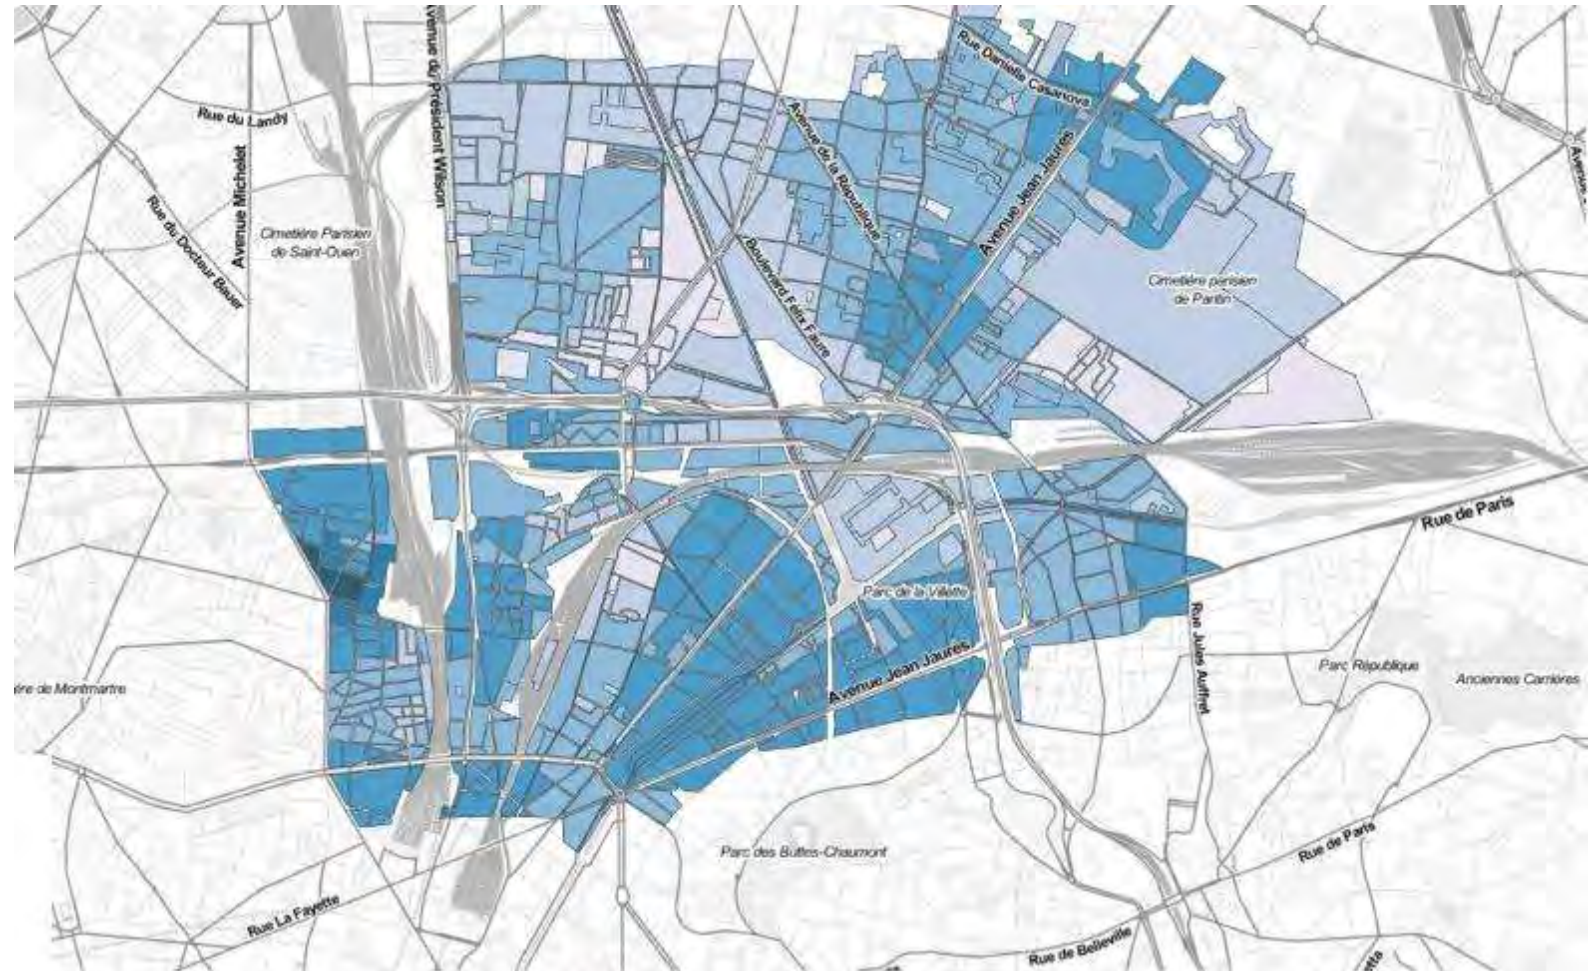 Rue Danielle Casanova
Avenue du Président Wilson
Rue du Landy
Avenue Michelet
Avenue de la République
Avenue Jean Jaurès
Rue du Docteur Bauer
Cimetière Parisien
de Saint-Ouen
Boulevard Félix Faure
Cimetière parisien
de Pantin
Rue de Paris
Parc de la Villette
Avenue Jean Jaurès
Rue Jules Auffret
Parc République
Anciennes Carrières
ère de Montmartre
Parc des Buttes-Chaumont
Rue de Paris
Rue La Fayette
Rue de Belleville